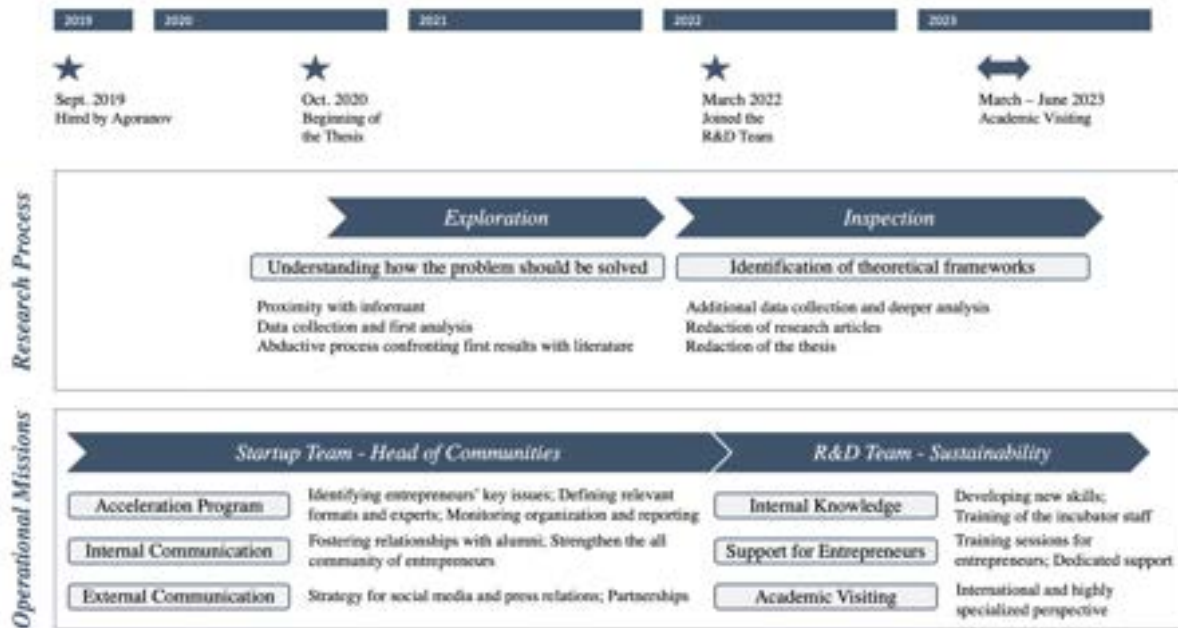 2019 2020 2021 2022 2023
Sept. 2019
Hired by Agoranov
Oct. 2020
Beginning of
the Thesis
March 2022
Joined the
R&D Team
March – June 2023
Academic Visiting
Research Process
Exploration
Inspection
Understanding how the problem should be solved
Identification of theoretical frameworks
Proximity with informant
Data collection and first analysis
Abductive process confronting first results with literature
Additional data collection and deeper analysis
Redaction of research articles
Redaction of the thesis
Operational Missions
Startup Team - Head of Communities
R&D Team - Sustainability
Acceleration Program
Identifying entrepreneurs' key issues; Defining relevant
formats and experts; Monitoring organization and reporting
Internal Communication
Fostering relationships with alumni, Strengthen the all
community of entrepreneurs
External Communication
Strategy for social media and press relations; Partnerships
Internal Knowledge
Developing new skills;
Training of the incubator staff
Support for Entrepreneurs
Training sessions for
entrepreneurs; Dedicated support
Academic Visiting
International and highly
specialized perspective